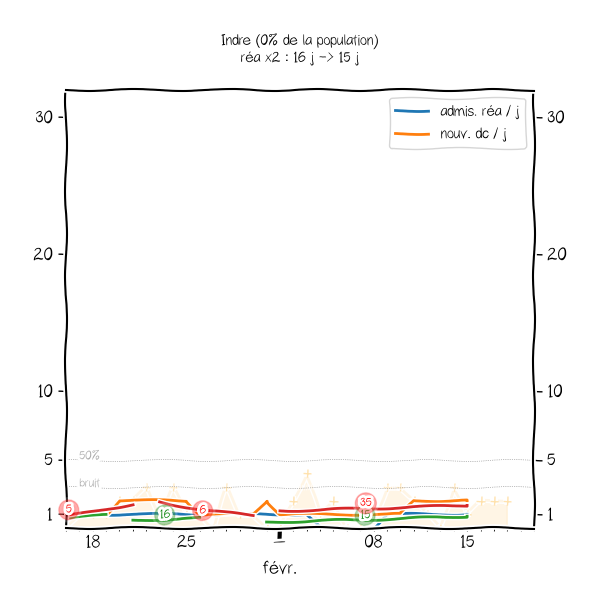 Indre (0% de la population)
réa x2 : 16 j -> 15 j
admis. réa / j
nouv. dc / j
30 30
20 20
10 10
5 50% 5
bruit
1 5 16 6 35 1
18 25 08 15
févr.